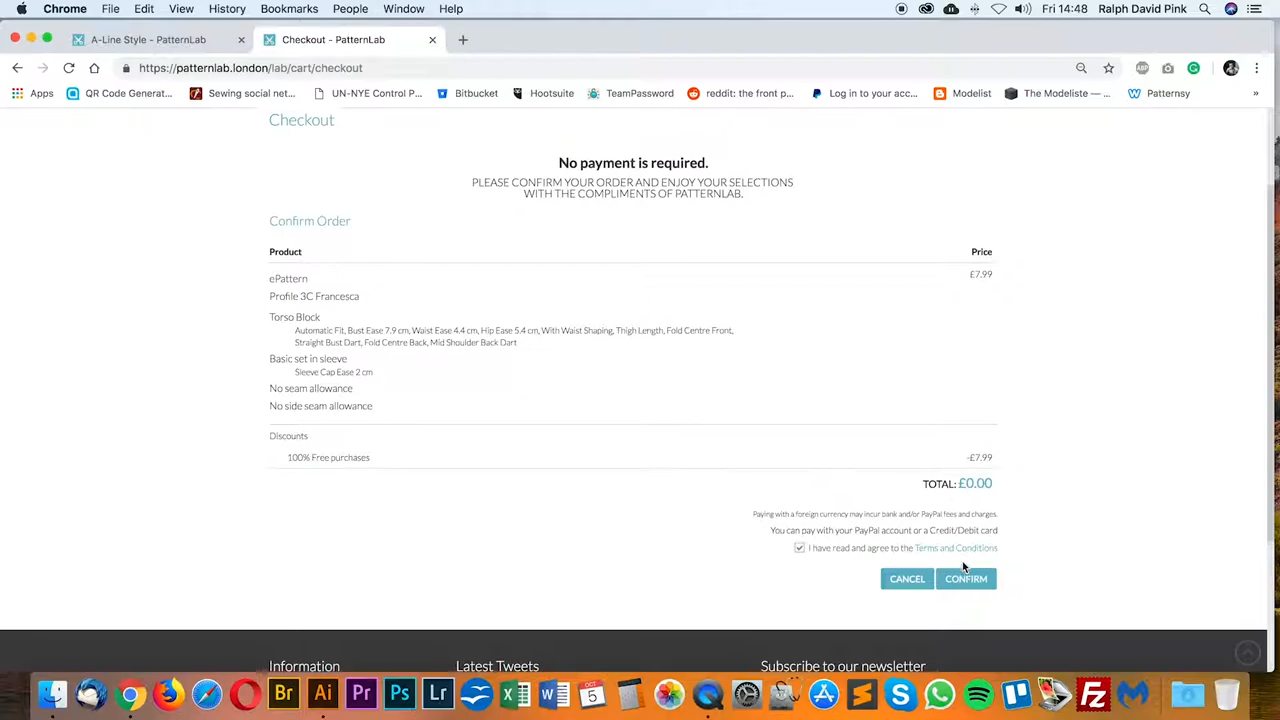 Chrome File Edit View History Bookmarks People Window Help Fri 14:48 Ralph David Pink
A-Line Style - PatternLab Checkout - PatternLab
https://patternlab.london/lab/cart/checkout
Apps QR Code Generat... Sewing social net... UN-NYE Control P... Bitbucket Hootsuite TeamPassword reddit: the front p... Log in to your acc... Modelist The Modeliste — ... Patternsy »
Checkout
No payment is required.
PLEASE CONFIRM YOUR ORDER AND ENJOY YOUR SELECTIONS
WITH THE COMPLIMENTS OF PATTERNLAB.
Confirm Order
Product Price
ePattern £7.99
Profile 3C Francesca
Torso Block
Automatic Fit, Bust Ease 7.9 cm, Waist Ease 4.4 cm, Hip Ease 5.4 cm, With Waist Shaping, Thigh Length, Fold Centre Front,
Straight Bust Dart, Fold Centre Back, Mid Shoulder Back Dart
Basic set in sleeve
Sleeve Cap Ease 2 cm
No seam allowance
No side seam allowance
Discounts
100% Free purchases -£7.99
TOTAL: £0.00
Paying with a foreign currency may incur bank and/or PayPal fees and charges.
You can pay with your PayPal account or a Credit/Debit card
I have read and agree to the Terms and Conditions
CANCEL CONFIRM
Information Latest Tweets Subscribe to our newsletter
Br Ai Pr Ps Lr OCT 5 Fz